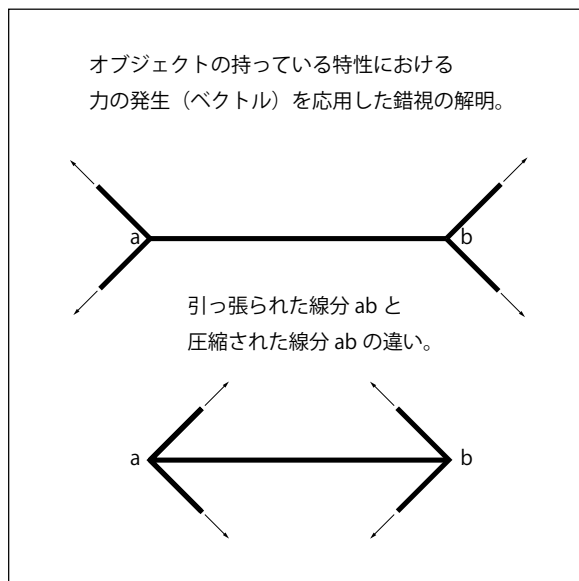 オブジェクトの持っている特性における
力の発生（ベクトル）を応用した錯視の解明。
a
b
引っ張られた線分 ab と
圧縮された線分 ab の違い。
a
b